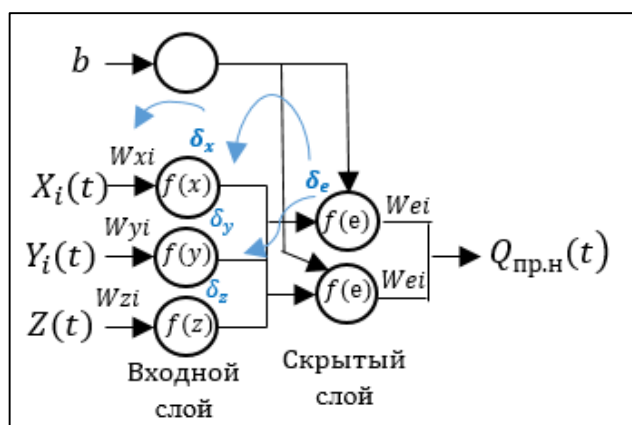 b
δx
Wxi
Xi(t) f(x) δe Wei
f(e)
δy
Wyi
Yi(t) f(y) Qпр.н(t)
Wei
Wzi δz f(e)
Z(t) f(z)
Входной Скрытый
слой слой